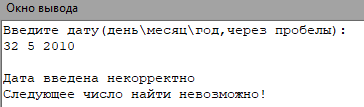 Окно вывода
Введите дату(день\месяц\год,через пробелы):
32 5 2010
Дата введена некорректно
Следующее число найти невозможно!